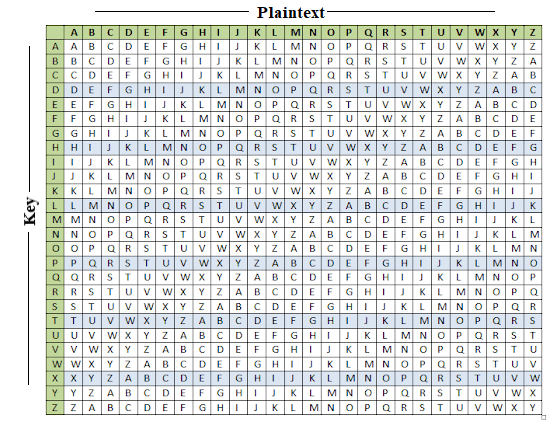 Plaintext
A B C D E F G H I J K L M N O P Q R S T U V W X Y Z
A A B C D E F G H I J K L M N O P Q R S T U V W X Y Z
B B C D E F G H I J K L M N O P Q R S T U V W X Y Z A
C C D E F G H I J K L M N O P Q R S T U V W X Y Z A B
D D E F G H I J K L M N O P Q R S T U V W X Y Z A B C
E E F G H I J K L M N O P Q R S T U V W X Y Z A B C D
F F G H I J K L M N O P Q R S T U V W X Y Z A B C D E
G G H I J K L M N O P Q R S T U V W X Y Z A B C D E F
H H I J K L M N O P Q R S T U V W X Y Z A B C D E F G
I I J K L M N O P Q R S T U V W X Y Z A B C D E F G H
J J K L M N O P Q R S T U V W X Y Z A B C D E F G H I
K K L M N O P Q R S T U V W X Y Z A B C D E F G H I J
L L M N O P Q R S T U V W X Y Z A B C D E F G H I J K
M M N O P Q R S T U V W X Y Z A B C D E F G H I J K L
N N O P Q R S T U V W X Y Z A B C D E F G H I J K L M
O O P Q R S T U V W X Y Z A B C D E F G H I J K L M N
P P Q R S T U V W X Y Z A B C D E F G H I J K L M N O
Q Q R S T U V W X Y Z A B C D E F G H I J K L M N O P
R R S T U V W X Y Z A B C D E F G H I J K L M N O P Q
S S T U V W X Y Z A B C D E F G H I J K L M N O P Q R
T T U V W X Y Z A B C D E F G H I J K L M N O P Q R S
U U V W X Y Z A B C D E F G H I J K L M N O P Q R S T
V V W X Y Z A B C D E F G H I J K L M N O P Q R S T U
W W X Y Z A B C D E F G H I J K L M N O P Q R S T U V
X X Y Z A B C D E F G H I J K L M N O P Q R S T U V W
Y Y Z A B C D E F G H I J K L M N O P Q R S T U V W X
Z Z A B C D E F G H I J K L M N O P Q R S T U V W X Y
Key